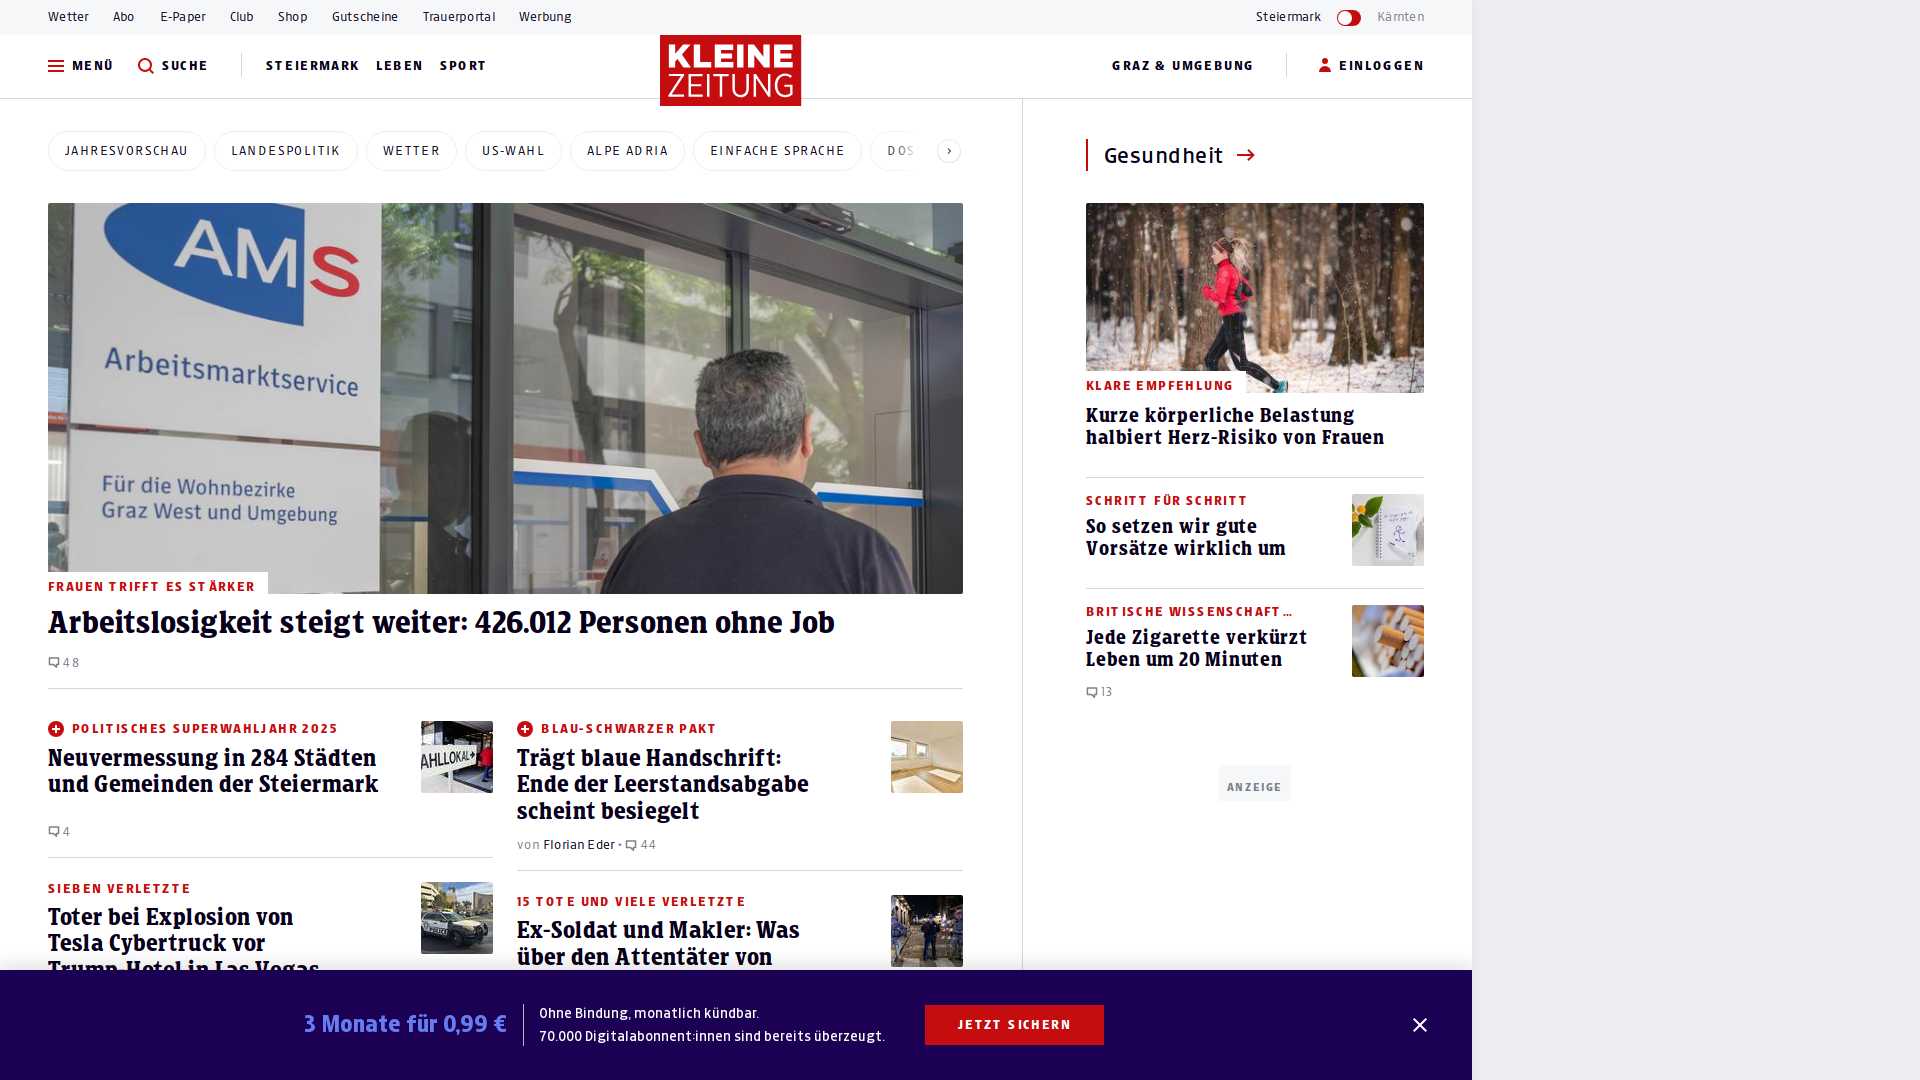 Wetter Abo E-Paper Club Shop Gutscheine Trauerportal Werbung Steiermark Kärnten
MENÜ SUCHE STEIERMARK LEBEN SPORT KLEINE ZEITUNG GRAZ & UMGEBUNG EINLOGGEN
JAHRESVORSCHAU LANDESPOLITIK WETTER US-WAHL ALPE ADRIA EINFACHE SPRACHE DOS
AMS
Arbeitsmarktservice
Für die Wohnbezirke
Graz West und Umgebung
FRAUEN TRIFFT ES STÄRKER
Arbeitslosigkeit steigt weiter: 426.012 Personen ohne Job
48
POLITISCHES SUPERWAHLJAHR 2025
Neuvermessung in 284 Städten
und Gemeinden der Steiermark
AHLLOKAL
4
BLAU-SCHWARZER PAKT
Trägt blaue Handschrift:
Ende der Leerstandsabgabe
scheint besiegelt
von Florian Eder • 44
SIEBEN VERLETZTE
Toter bei Explosion von
Tesla Cybertruck vor
Trump-Hotel in Las Vegas
15 TOTE UND VIELE VERLETZTE
Ex-Soldat und Makler: Was
über den Attentäter von
Gesundheit
KLARE EMPFEHLUNG
Kurze körperliche Belastung
halbiert Herz-Risiko von Frauen
SCHRITT FÜR SCHRITT
So setzen wir gute
Vorsätze wirklich um
BRITISCHE WISSENSCHAFT…
Jede Zigarette verkürzt
Leben um 20 Minuten
13
ANZEIGE
3 Monate für 0,99 €
Ohne Bindung, monatlich kündbar.
70.000 Digitalabonnent:innen sind bereits überzeugt.
JETZT SICHERN